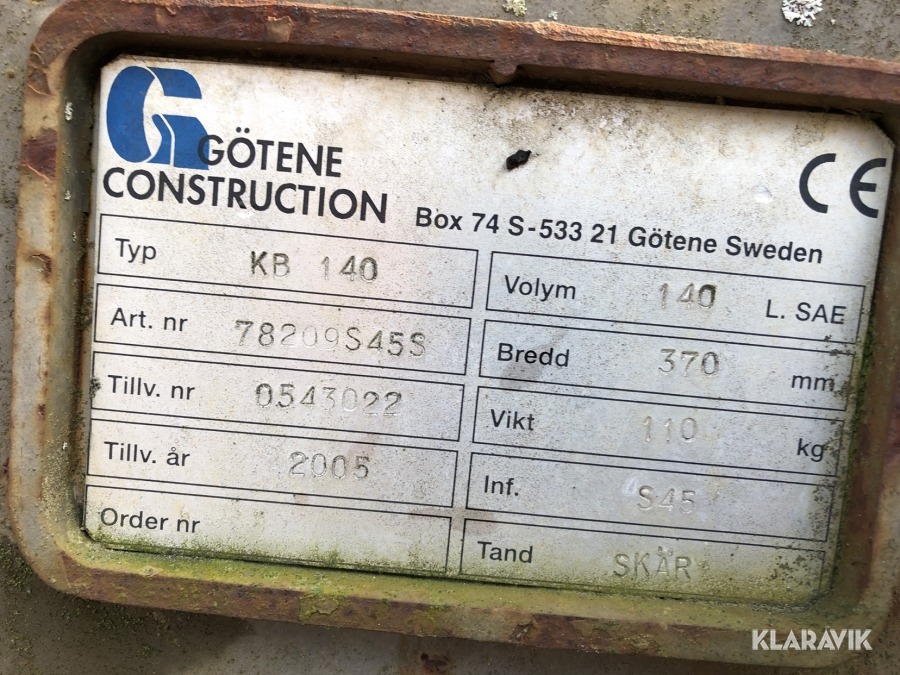 GÖTENE
CONSTRUCTION
Box 74 S-533 21 Götene Sweden
CE
Typ KB 140
Art. nr 78209S45S
Tillv. nr 0543022
Tillv. år 2005
Order nr
Volym 140 L. SAE
Bredd 370 mm
Vikt 110 kg
Inf. S45
Tand SKÄR
KLARAVIK